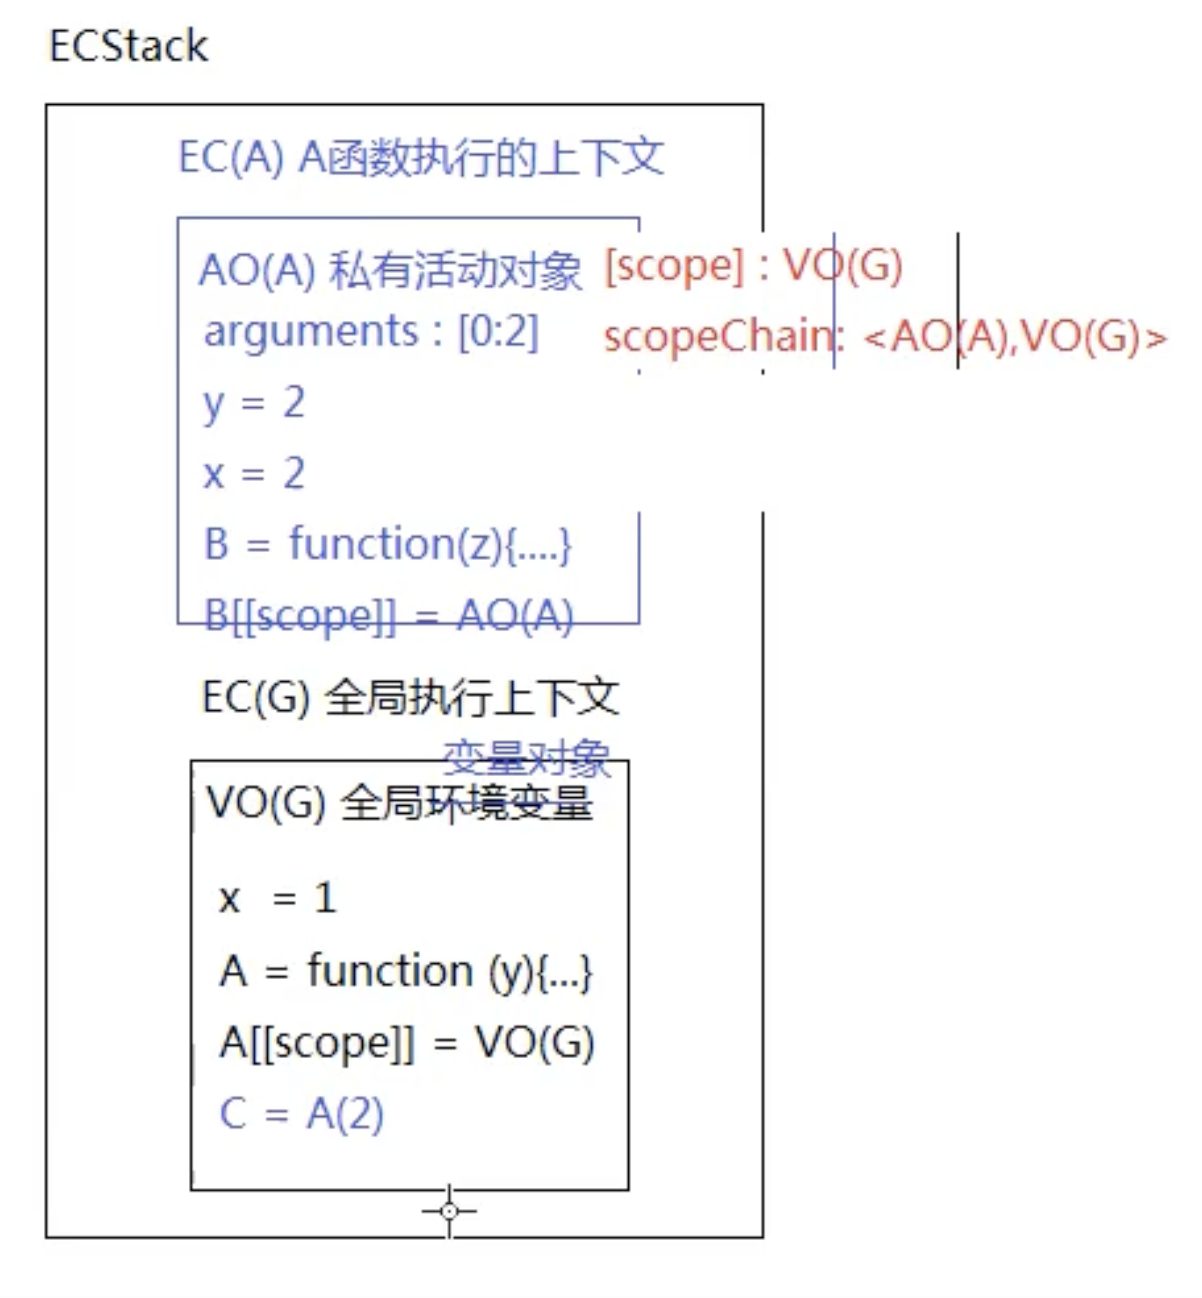 ECStack
EC(A) A函数执行的上下文
AO(A) 私有活动对象
[scope] : VO(G)
arguments : [0:2]
scopeChain: <AO(A),VO(G)>
y = 2
x = 2
B = function(z){....}
B[[scope]] = AO(A)
EC(G) 全局执行上下文
变量对象
VO(G) 全局环境变量
x = 1
A = function (y){...}
A[[scope]] = VO(G)
C = A(2)